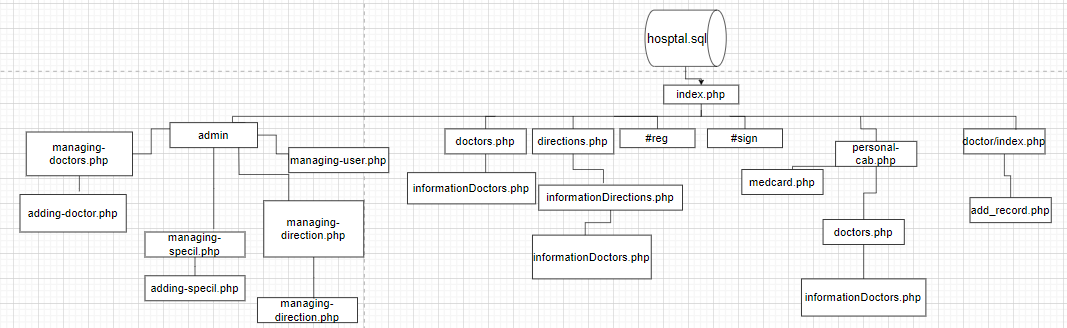 hosptal.sql
index.php
admin
managing-
doctors.php
adding-doctor.php
managing-user.php
managing-
specil.php
adding-specil.php
managing-
direction.php
managing-
direction.php
doctors.php
informationDoctors.php
directions.php
informationDirections.php
informationDoctors.php
#reg
#sign
personal-
cab.php
medcard.php
doctors.php
informationDoctors.php
doctor/index.php
add_record.php